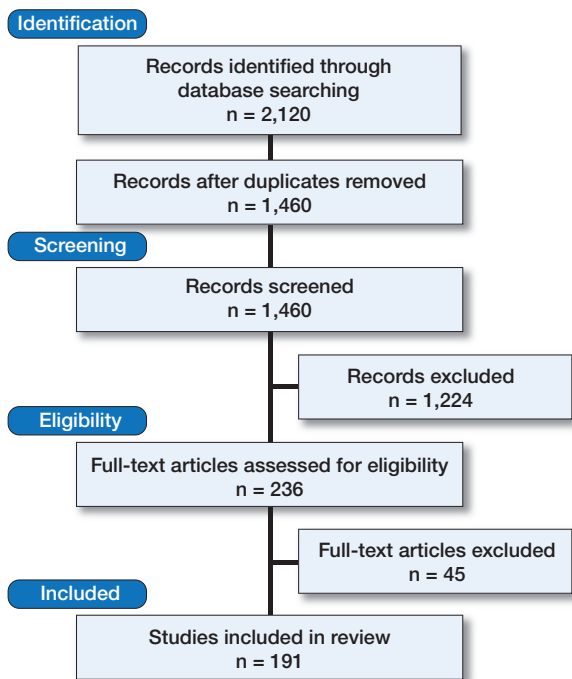 Identification
Records identified through
database searching
n = 2,120
Records after duplicates removed
n = 1,460
Screening
Records screened
n = 1,460
Records excluded
n = 1,224
Eligibility
Full-text articles assessed for eligibility
n = 236
Full-text articles excluded
n = 45
Included
Studies included in review
n = 191